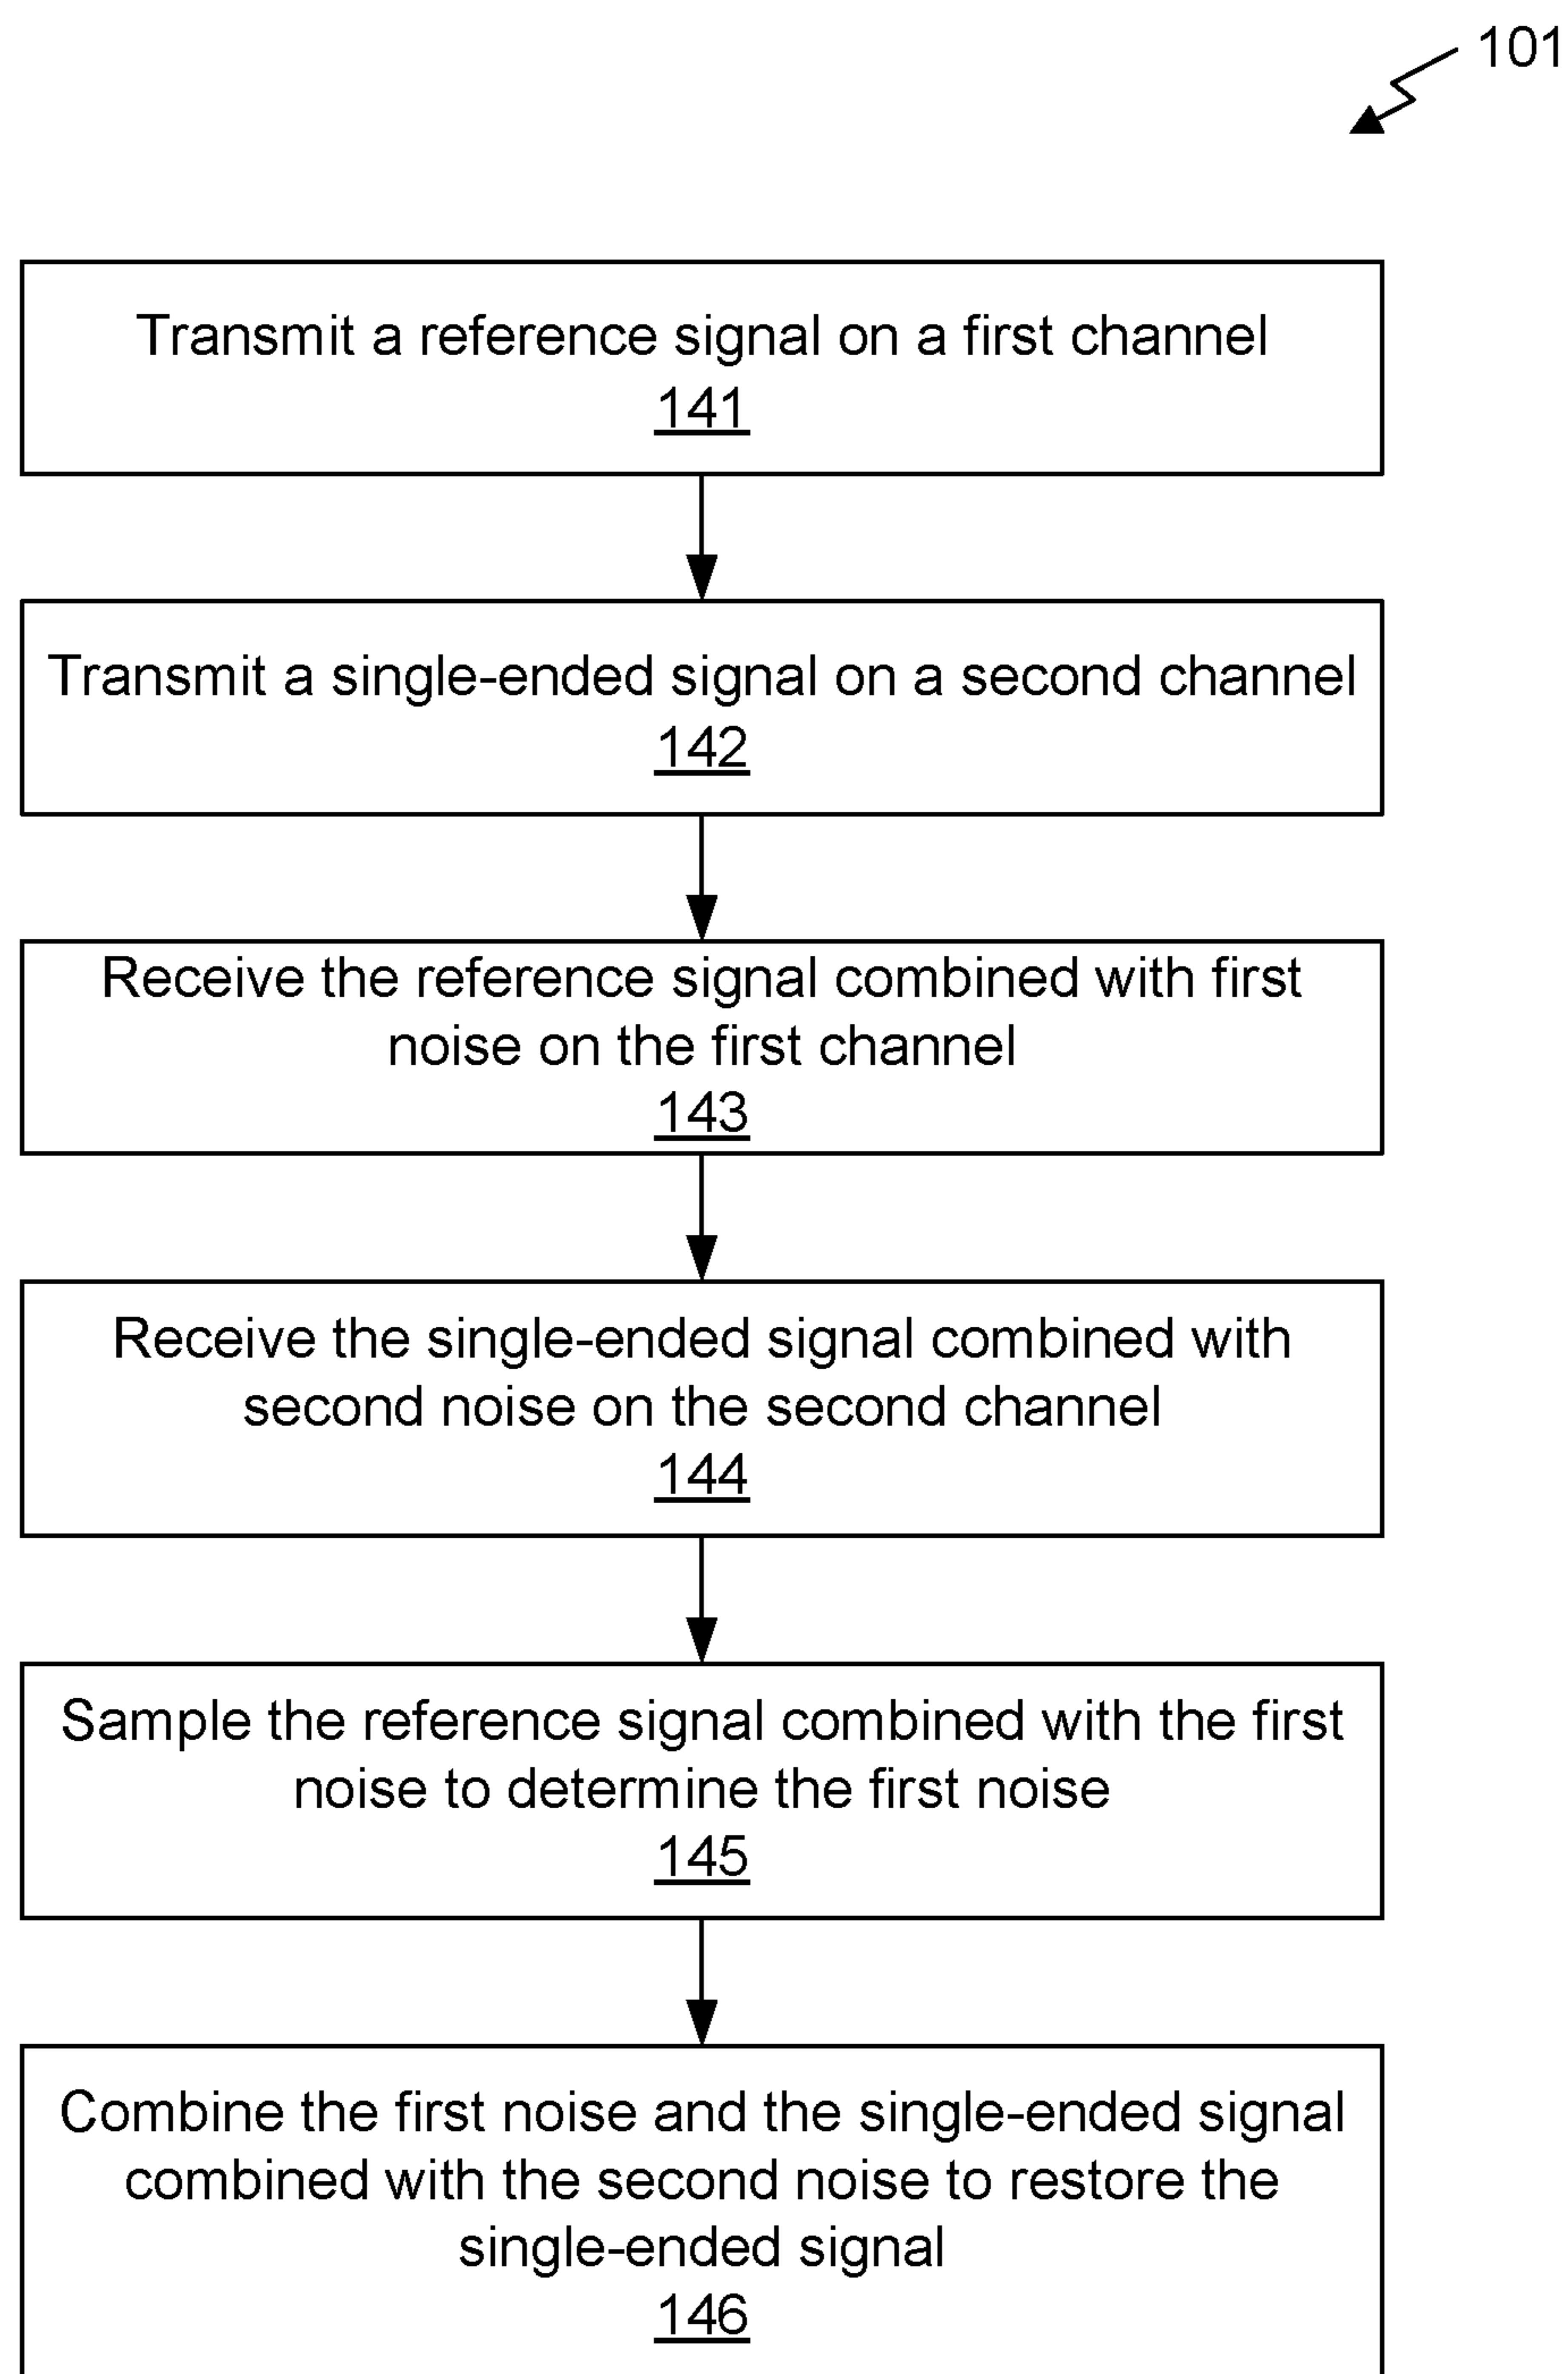 101
Transmit a reference signal on a first channel
141
Transmit a single-ended signal on a second channel
142
Receive the reference signal combined with first
noise on the first channel
143
Receive the single-ended signal combined with
second noise on the second channel
144
Sample the reference signal combined with the first
noise to determine the first noise
145
Combine the first noise and the single-ended signal
combined with the second noise to restore the
single-ended signal
146